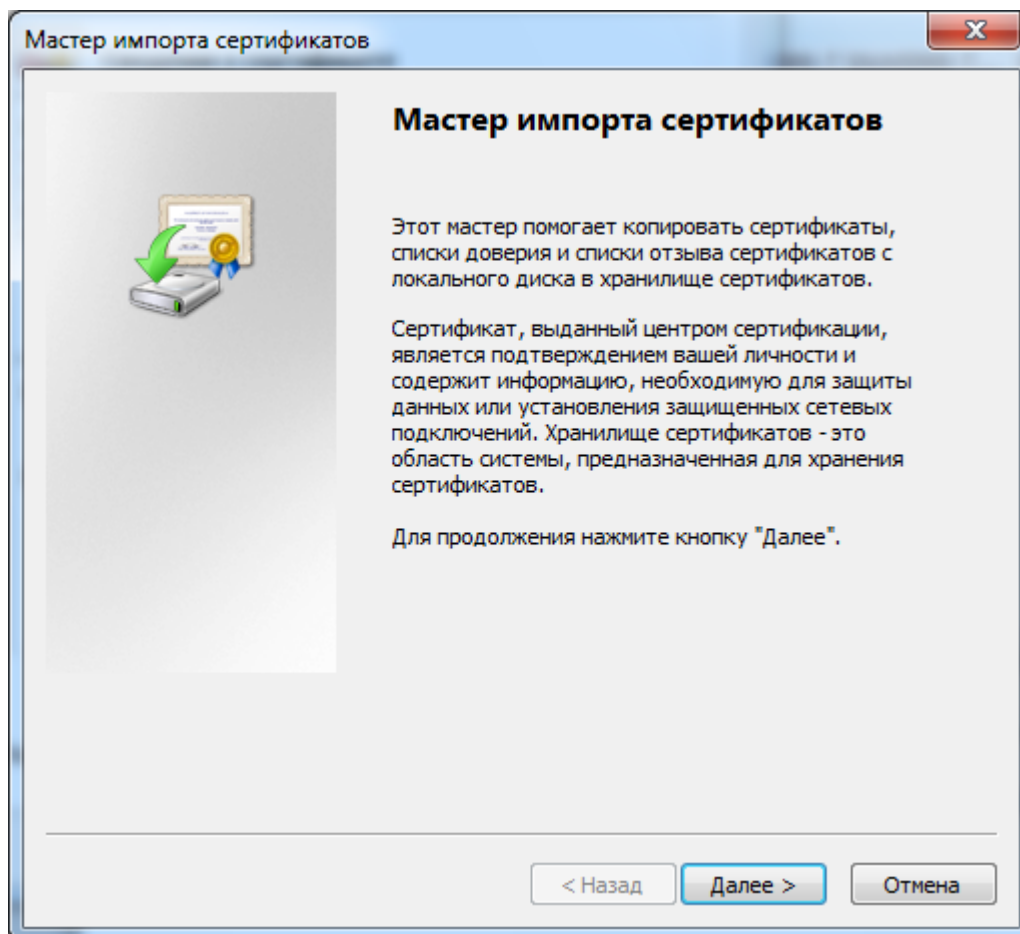 Мастер импорта сертификатов
Мастер импорта сертификатов
Этот мастер помогает копировать сертификаты,
списки доверия и списки отзыва сертификатов с
локального диска в хранилище сертификатов.
Сертификат, выданный центром сертификации,
является подтверждением вашей личности и
содержит информацию, необходимую для защиты
данных или установления защищенных сетевых
подключений. Хранилище сертификатов - это
область системы, предназначенная для хранения
сертификатов.
Для продолжения нажмите кнопку "Далее".
< Назад
Далее >
Отмена